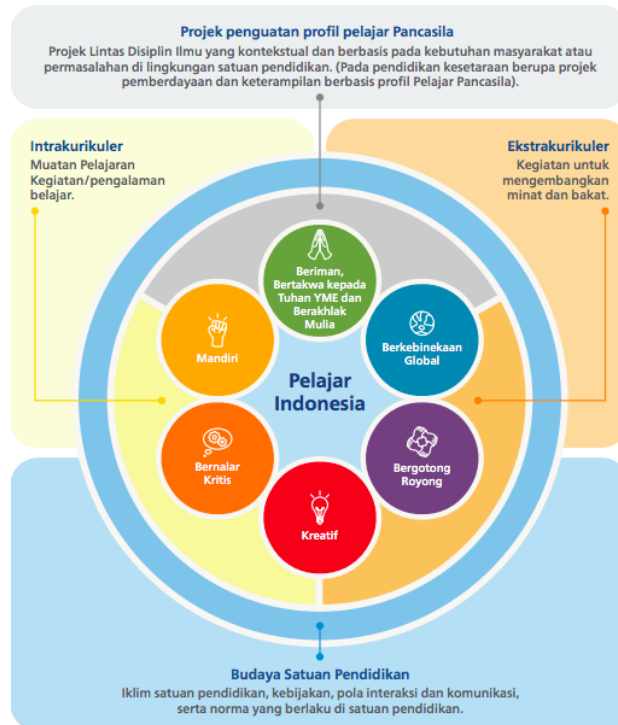 Projek penguatan profil pelajar Pancasila
Projek Lintas Disiplin Ilmu yang kontekstual dan berbasis pada kebutuhan masyarakat atau
permasalahan di lingkungan satuan pendidikan. (Pada pendidikan kesetaraan berupa projek
pemberdayaan dan keterampilan berbasis profil Pelajar Pancasila).
Intrakurikuler
Muatan Pelajaran
Kegiatan/pengalaman
belajar.
Ekstrakurikuler
Kegiatan untuk
mengembangkan
minat dan bakat.
Beriman,
Bertakwa kepada
Tuhan YME dan
Berakhlak
Mulia
Mandiri
Berkebinekaan
Global
Pelajar
Indonesia
Bernalar
Kritis
Bergotong
Royong
Kreatif
Budaya Satuan Pendidikan
Iklim satuan pendidikan, kebijakan, pola interaksi dan komunikasi,
serta norma yang berlaku di satuan pendidikan.